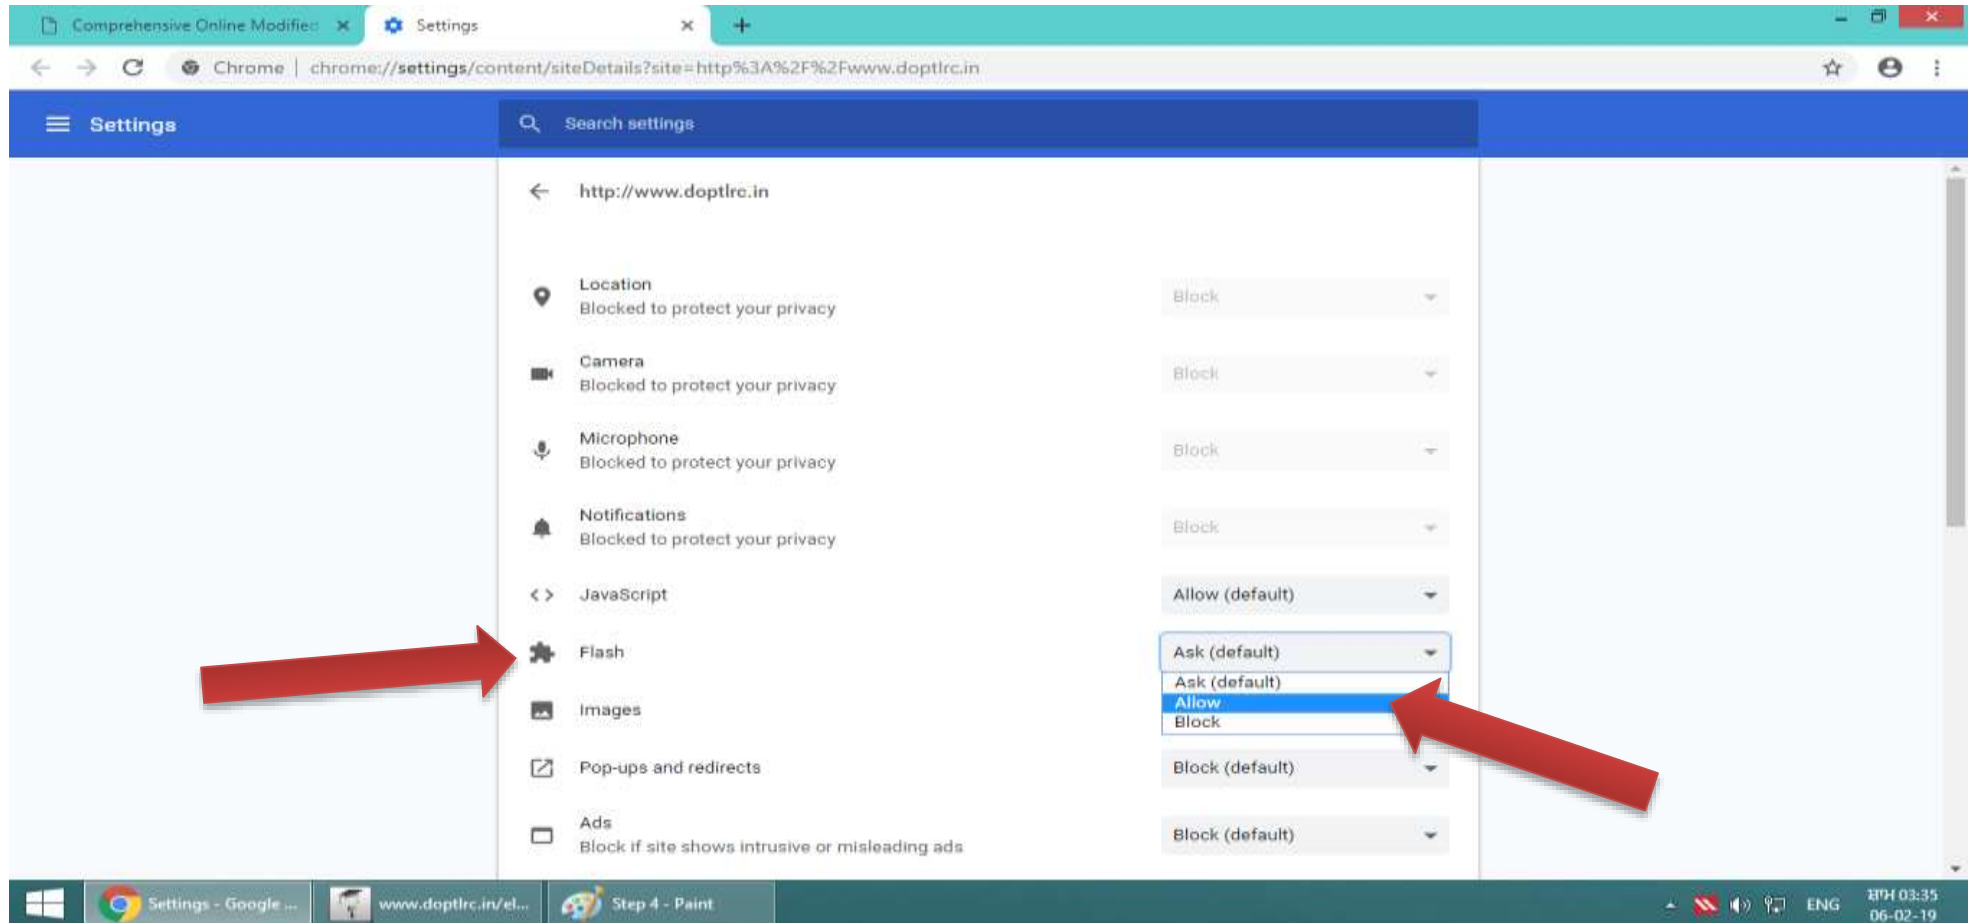 Comprehensive Online Modified
Settings
Chrome | chrome://settings/content/siteDetails?site=http%3A%2F%2Fwww.doptlrc.in
Settings
Search settings
http://www.doptlrc.in
Location
Blocked to protect your privacy
Block
Camera
Blocked to protect your privacy
Block
Microphone
Blocked to protect your privacy
Block
Notifications
Blocked to protect your privacy
Block
JavaScript
Allow (default)
Flash
Ask (default)
Ask (default)
Allow
Block
Images
Pop-ups and redirects
Block (default)
Ads
Block if site shows intrusive or misleading ads
Block (default)
Settings - Google ...
www.doptlrc.in/el...
Step 4 - Paint
ENG
ਸ਼ਾਮ 03:35
06-02-19